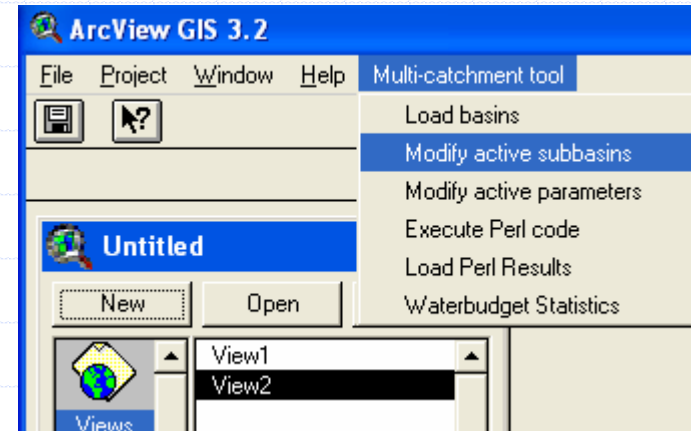 ArcView GIS 3.2
File Project Window Help Multi-catchment tool
Load basins
Modify active subbasins
Modify active parameters
Execute Perl code
Load Perl Results
Waterbudget Statistics
Untitled
New Open
View1
View2
Views